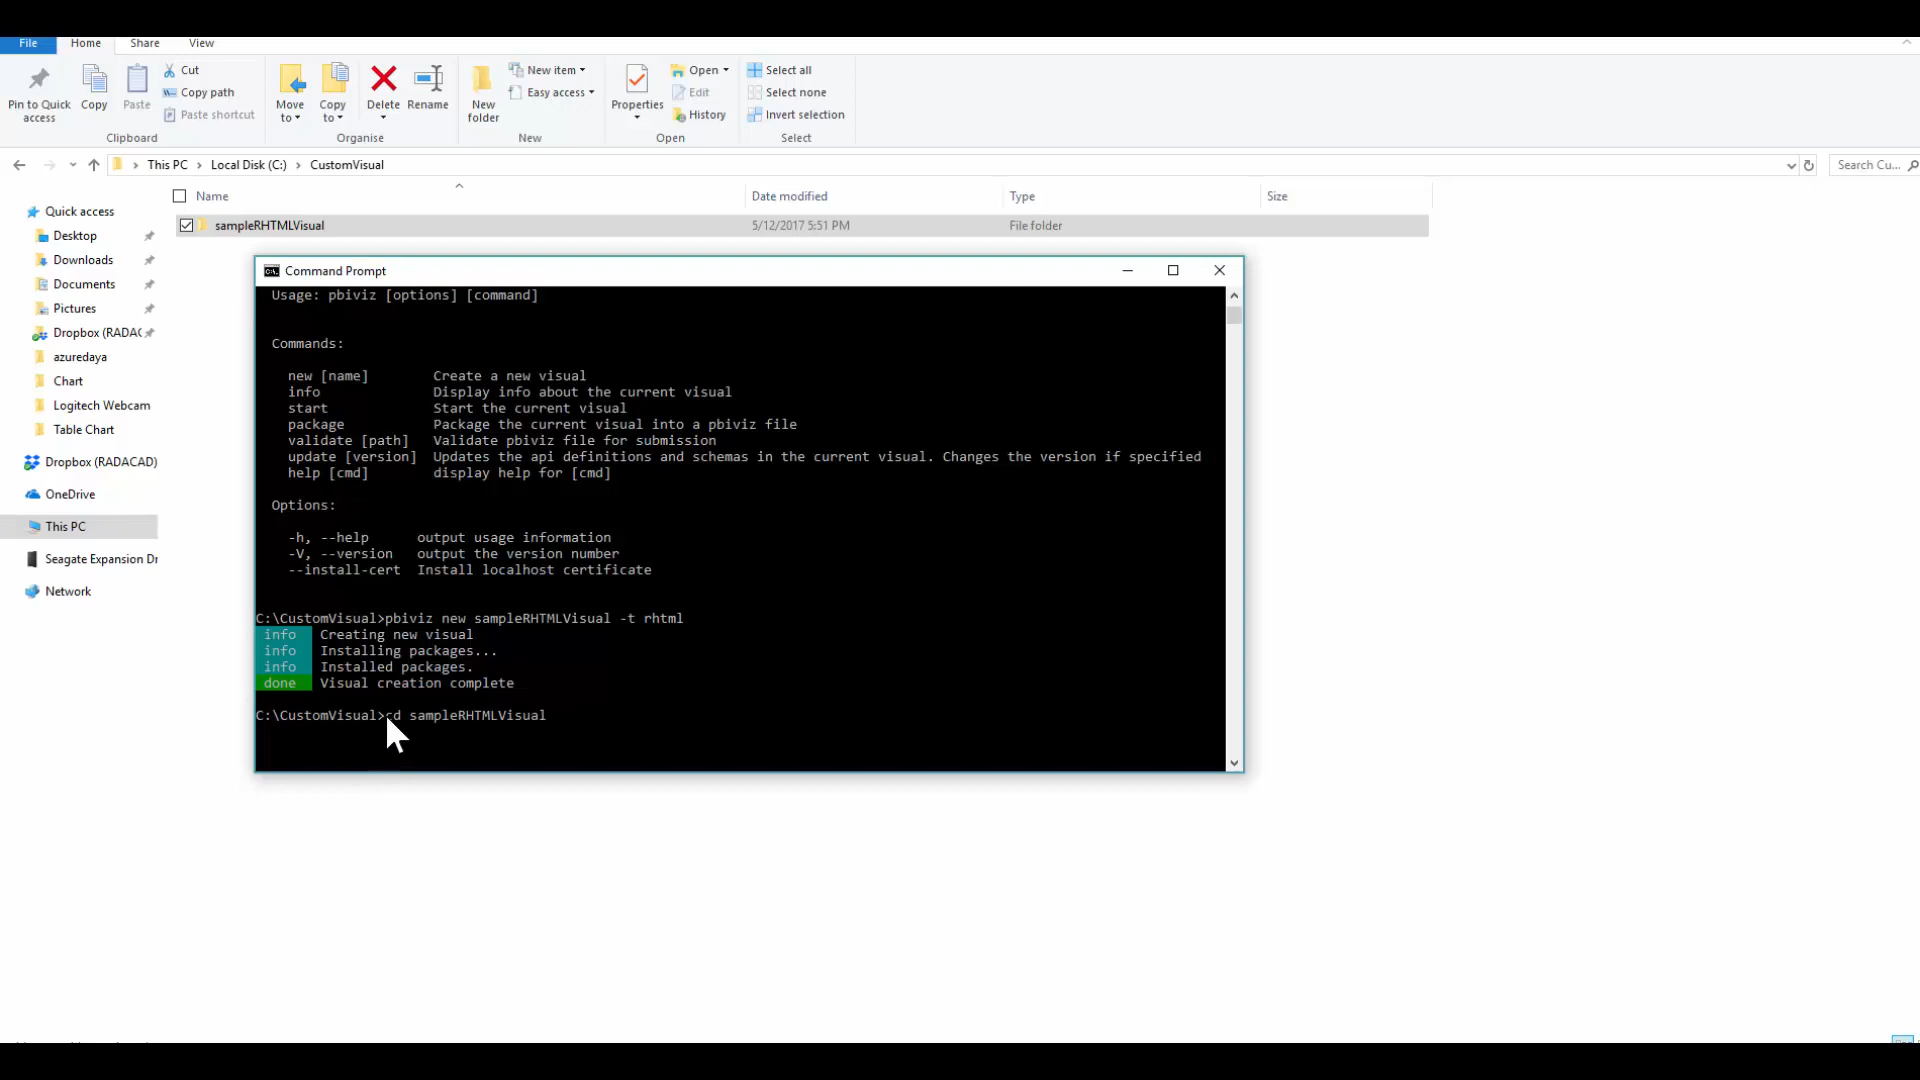 File Home Share View
Pin to Quick access
Copy
Paste
Cut
Copy path
Paste shortcut
Clipboard
Move to
Copy to
Delete
Rename
Organise
New folder
New item
Easy access
New
Properties
Open
Edit
History
Open
Select all
Select none
Invert selection
Select
This PC > Local Disk (C:) > CustomVisual
Search Cu...
Name Date modified Type Size
sampleRHTMLVisual 5/12/2017 5:51 PM File folder
Quick access
Desktop
Downloads
Documents
Pictures
Dropbox (RADAC
azuredaya
Chart
Logitech Webcam
Table Chart
Dropbox (RADACAD)
OneDrive
This PC
Seagate Expansion Dr
Network
Command Prompt
Usage: pbiviz [options] [command]
Commands:
new [name] Create a new visual
info Display info about the current visual
start Start the current visual
package Package the current visual into a pbiviz file
validate [path] Validate pbiviz file for submission
update [version] Updates the api definitions and schemas in the current visual. Changes the version if specified
help [cmd] display help for [cmd]
Options:
-h, --help output usage information
-V, --version output the version number
--install-cert Install localhost certificate
C:\CustomVisual>pbiviz new sampleRHTMLVisual -t rhtml
info Creating new visual
info Installing packages...
info Installed packages.
done Visual creation complete
C:\CustomVisual>cd sampleRHTMLVisual